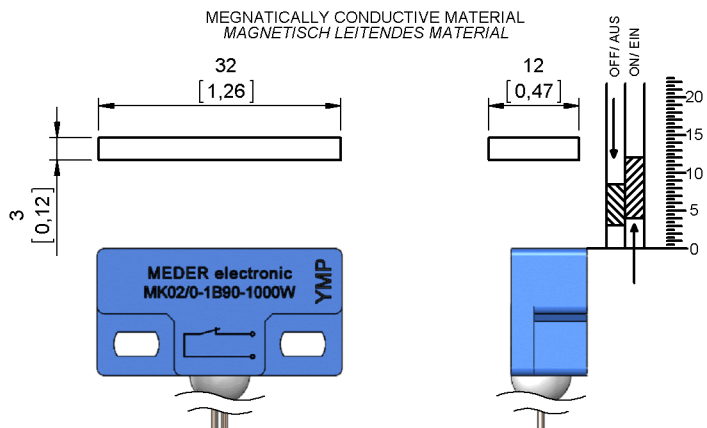 MEGNATICALLY CONDUCTIVE MATERIAL
MAGNETISCH LEITENDES MATERIAL
32
[1,26]
12
[0,47]
OFF/ AUS
ON/ EIN
20
15
10
5
0
3
[0,12]
MEDER electronic
MK02/0-1B90-1000W
YMP